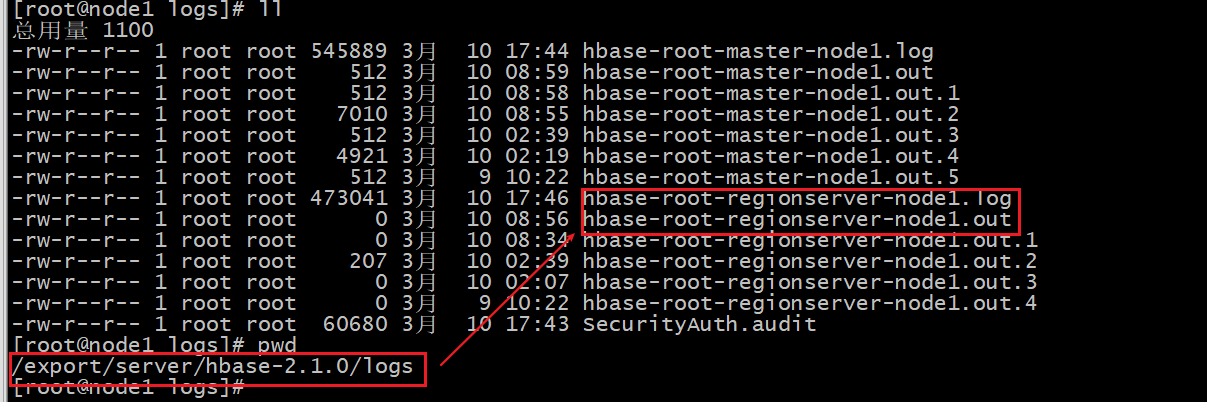 [root@node1 logs]# ll
总用量 1100
-rw-r--r-- 1 root root 545889 3月  10 17:44 hbase-root-master-node1.log
-rw-r--r-- 1 root root    512 3月  10 08:59 hbase-root-master-node1.out
-rw-r--r-- 1 root root    512 3月  10 08:58 hbase-root-master-node1.out.1
-rw-r--r-- 1 root root   7010 3月  10 08:55 hbase-root-master-node1.out.2
-rw-r--r-- 1 root root    512 3月  10 02:39 hbase-root-master-node1.out.3
-rw-r--r-- 1 root root   4921 3月  10 02:19 hbase-root-master-node1.out.4
-rw-r--r-- 1 root root    512 3月   9 10:22 hbase-root-master-node1.out.5
-rw-r--r-- 1 root root 473041 3月  10 17:46 hbase-root-regionserver-node1.log
-rw-r--r-- 1 root root      0 3月  10 08:56 hbase-root-regionserver-node1.out
-rw-r--r-- 1 root root      0 3月  10 08:34 hbase-root-regionserver-node1.out.1
-rw-r--r-- 1 root root    207 3月  10 02:39 hbase-root-regionserver-node1.out.2
-rw-r--r-- 1 root root      0 3月  10 02:07 hbase-root-regionserver-node1.out.3
-rw-r--r-- 1 root root      0 3月   9 10:22 hbase-root-regionserver-node1.out.4
-rw-r--r-- 1 root root  60680 3月  10 17:43 SecurityAuth.audit
[root@node1 logs]# pwd
/export/server/hbase-2.1.0/logs
[root@node1 logs]#